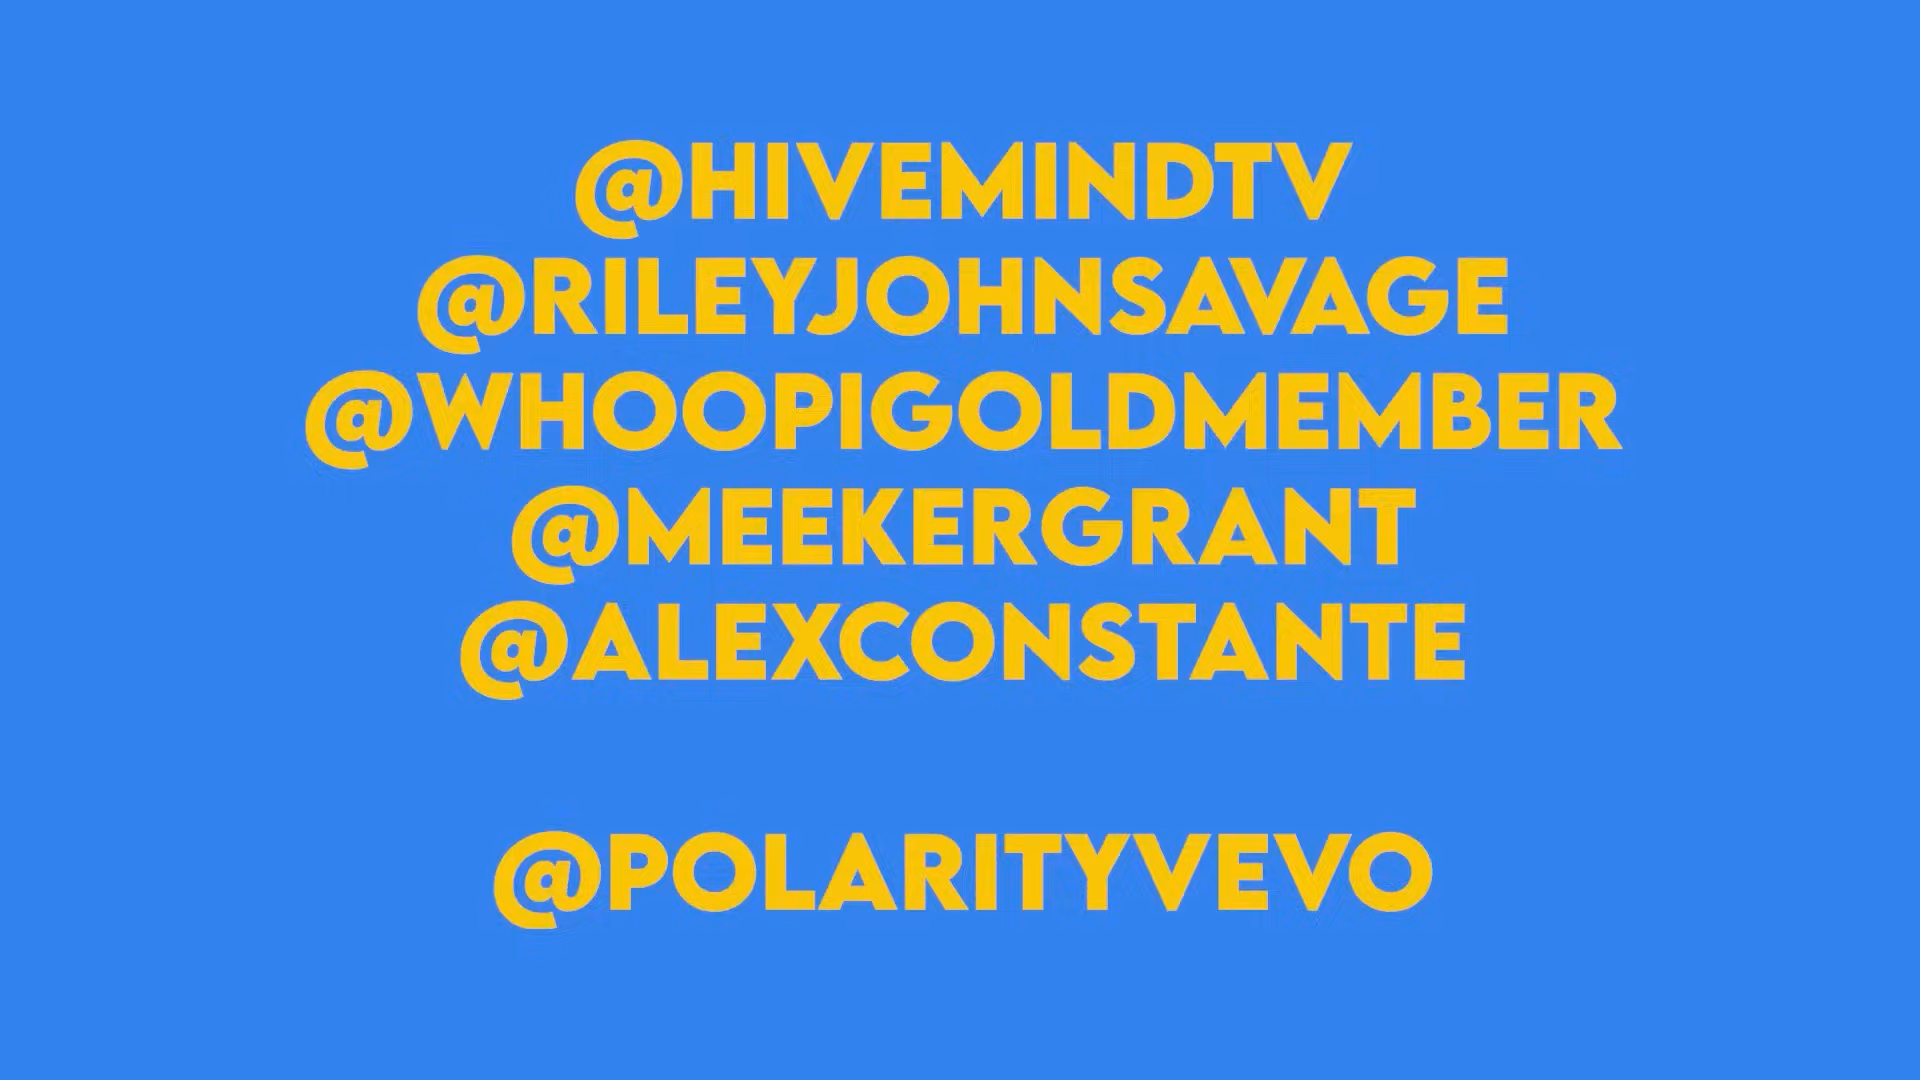 @HIVEMINDTV
@RILEYJOHNSAVAGE
@WHOOPIGOLDMEMBER
@MEEKERGRANT
@ALEXCONSTANTE
@POLARITYVEVO